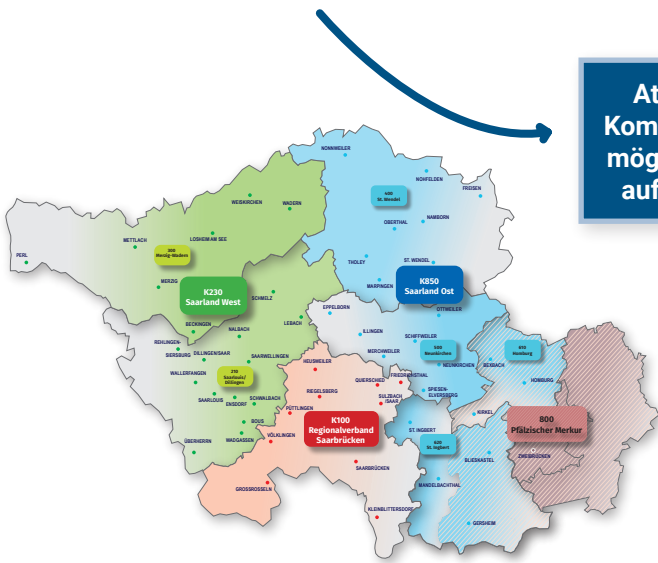 At
Kom
mög
auf
NONNWEILER
NOHFELDEN
FREISEN
400
St. Wendel
WEISKIRCHEN
WADERN
OBERTHAL
NAMBORN
METTLACH
LOSHEIM AM SEE
PERL
200
Merzig-Wadern
THOLEY
ST. WENDEL
MERZIG
K230
Saarland West
K850
Saarland Ost
MARPINGEN
SCHMELZ
BECKINGEN
LEBACH
EPPELBORN
OTTWEILER
REHLINGEN-
SIERSBURG
NALBACH
DILLINGEN/SAAR
SAARWELLINGEN
ILLINGEN
SCHIFFWEILER
MERCHWEILER
500
Neunkirchen
610
Homburg
BEXBACH
NEUNKIRCHEN
WALLERFANGEN
HEUSWEILER
210
Saarlouis/
Dillingen
QUIERSCHIED
FRIEDRICHSTHAL
HOMBURG
SAARLOUIS
ENSDORF
SCHWALBACH
RIEGELSBERG
SULZBACH
/SAAR
SPIESEN-
ELVERSBERG
PÜTTLINGEN
KIRKEL
BOUS
WADGASSEN
VÖLKLINGEN
K100
Regionalverband
Saarbrücken
ST. INGBERT
800
Pfälzischer Merkur
ÜBERHERRN
620
St. Ingbert
BLIESKASTEL
ZWEIBRÜCKEN
SAARBRÜCKEN
GROSSROSSELN
MANDELBACHTHAL
KLEINBLITTERSDORF
GERSHEIM